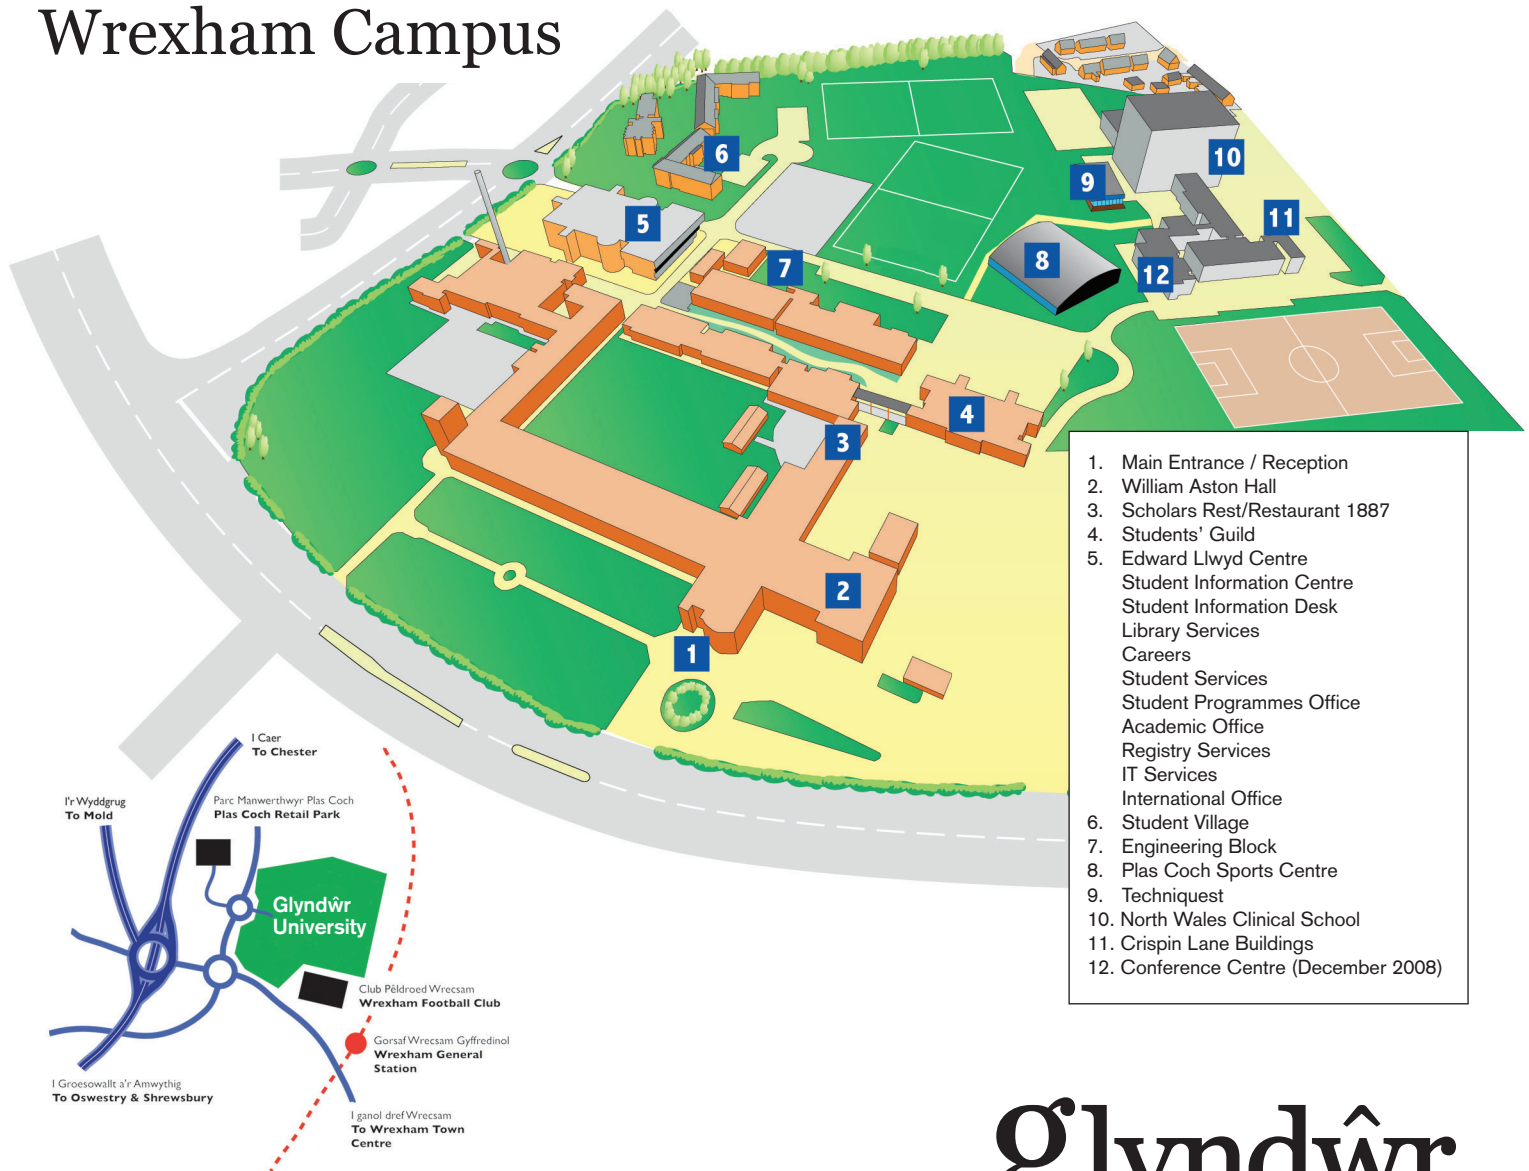 Wrexham Campus
6
10
9
5
11
8
7
12
4
3
2
1
1. Main Entrance / Reception
2. William Aston Hall
3. Scholars Rest/Restaurant 1887
4. Students’ Guild
5. Edward Llwyd Centre
Student Information Centre
Student Information Desk
Library Services
Careers
Student Services
Student Programmes Office
Academic Office
Registry Services
IT Services
International Office
6. Student Village
7. Engineering Block
8. Plas Coch Sports Centre
9. Techniquest
10. North Wales Clinical School
11. Crispin Lane Buildings
12. Conference Centre (December 2008)
I Caer
To Chester
I'r Wyddgrug
To Mold
Parc Manwerthwyr Plas Coch
Plas Coch Retail Park
Glyndŵr
University
Club Pêldroed Wrecsam
Wrexham Football Club
Gorsaf Wrecsam Gyffredinol
Wrexham General
Station
I Groesowallt a'r Amwythig
To Oswestry & Shrewsbury
I ganol dref Wrecsam
To Wrexham Town
Centre
glyndŵr